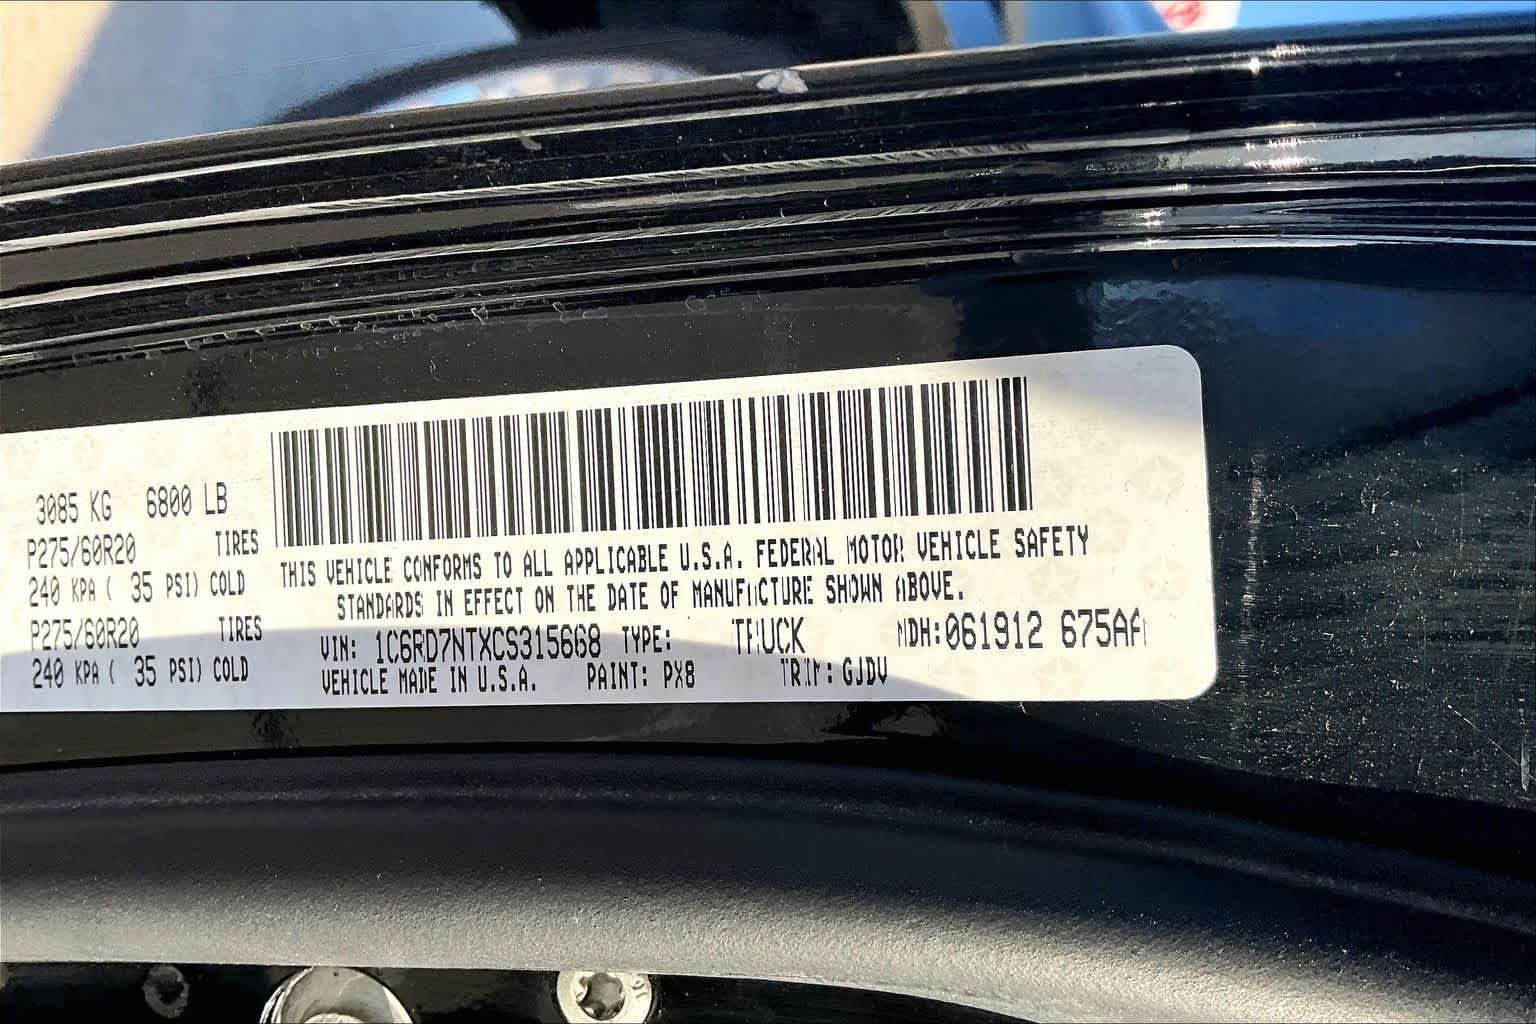 3085 KG 6800 LB
P275/60R20 TIRES
240 KPA ( 35 PSI) COLD
P275/60R20 TIRES
240 KPA ( 35 PSI) COLD
THIS VEHICLE CONFORMS TO ALL APPLICABLE U.S.A. FEDERAL MOTOR VEHICLE SAFETY
STANDARDS IN EFFECT ON THE DATE OF MANUFACTURE SHOWN ABOVE.
VIN: 1C6RD7NTXCS315668 TYPE: TRUCK MDH:061912 675AA
VEHICLE MADE IN U.S.A. PAINT: PX8 TRIM: GJDV